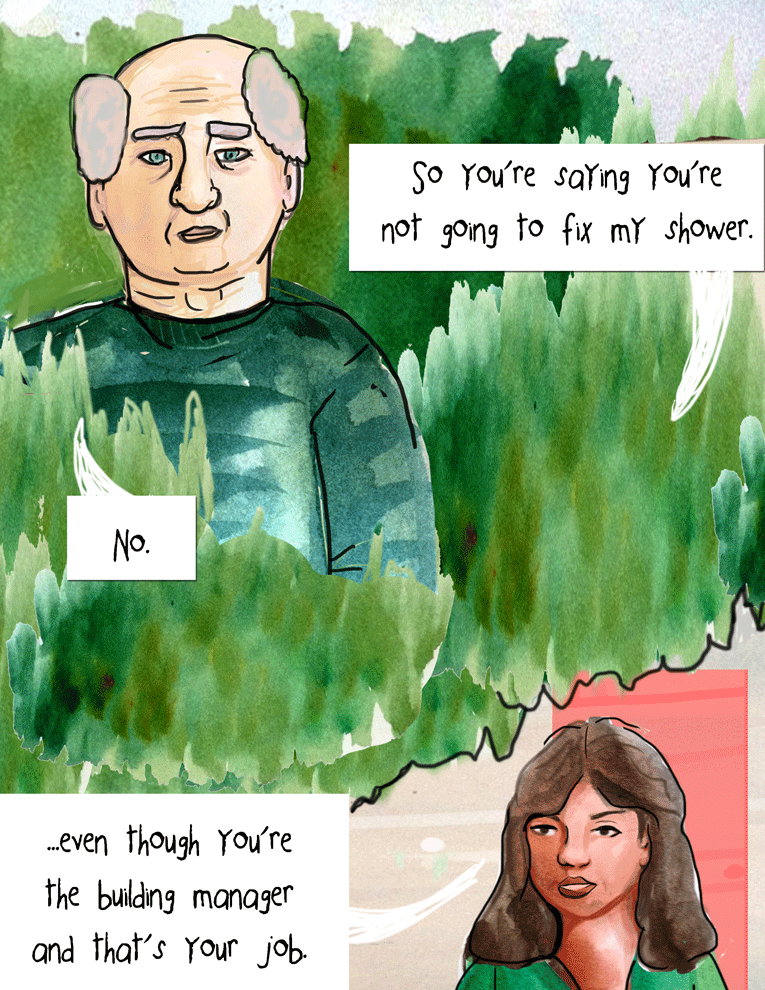 So you're saying you're
not going to fix my shower.
No.
...even though you're
the building manager
and that's your job.